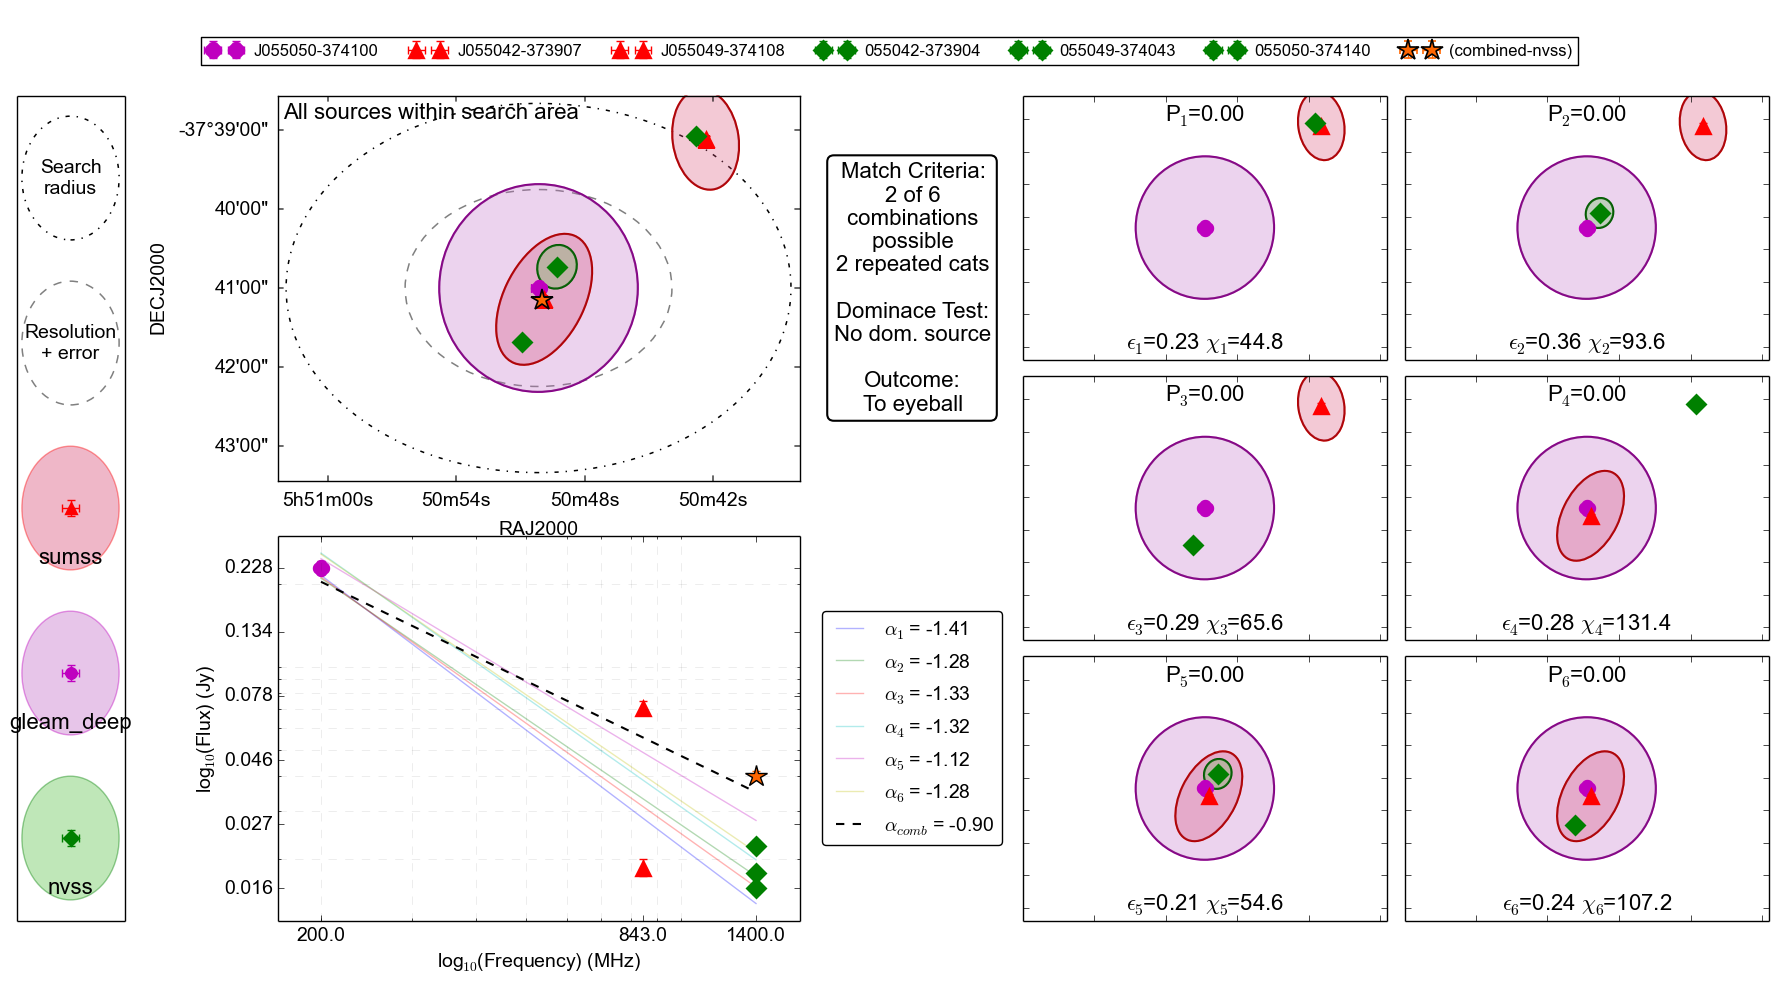 J055050-374100 J055042-373907 J055049-374108 055042-373904 055049-374043 055050-374140 (combined-nvss)
Search
radius
Resolution
+ error
sumss
gleam_deep
nvss
All sources within search area
DECJ2000
-37°39'00"
40'00"
41'00"
42'00"
43'00"
5h51m00s 50m54s 50m48s 50m42s
RAJ2000
Match Criteria:
2 of 6
combinations
possible
2 repeated cats
Dominace Test:
No dom. source
Outcome:
To eyeball
log₁₀(Flux) (Jy)
0.228
0.134
0.078
0.046
0.027
0.016
200.0 843.0 1400.0
log₁₀(Frequency) (MHz)
α₁ = -1.41
α₂ = -1.28
α₃ = -1.33
α₄ = -1.32
α₅ = -1.12
α₆ = -1.28
α_comb = -0.90
P₁=0.00
ϵ₁=0.23 χ₁=44.8
P₂=0.00
ϵ₂=0.36 χ₂=93.6
P₃=0.00
ϵ₃=0.29 χ₃=65.6
P₄=0.00
ϵ₄=0.28 χ₄=131.4
P₅=0.00
ϵ₅=0.21 χ₅=54.6
P₆=0.00
ϵ₆=0.24 χ₆=107.2